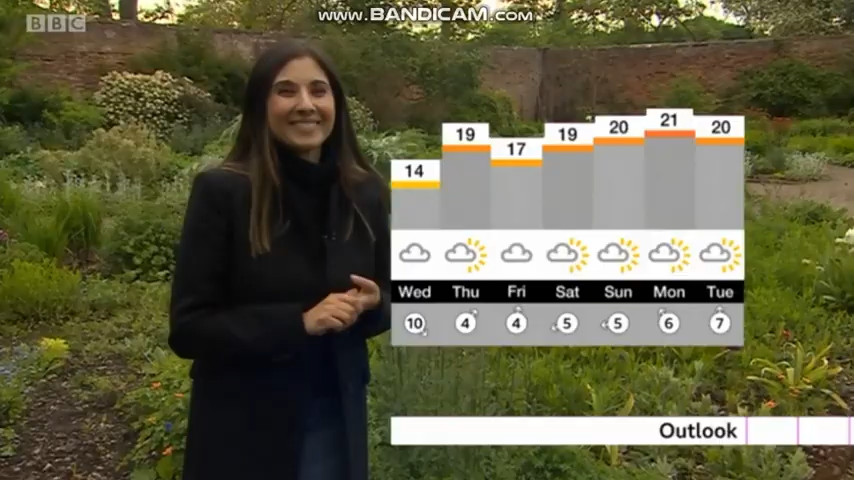 BBC
www.BANDICAM.com
14 19 17 19 20 21 20
Wed Thu Fri Sat Sun Mon Tue
10 4 4 5 5 6 7
Outlook